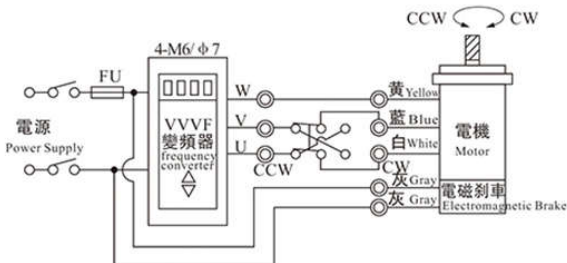 CCW CW
4-M6/φ7
FU
電源
Power Supply
VVVF
變頻器
frequency
converter
W
V
U
CCW
CW
黄 Yellow
藍 Blue
白 White
灰 Gray
灰 Gray
電機
Motor
電磁刹車
Electromagnetic Brake